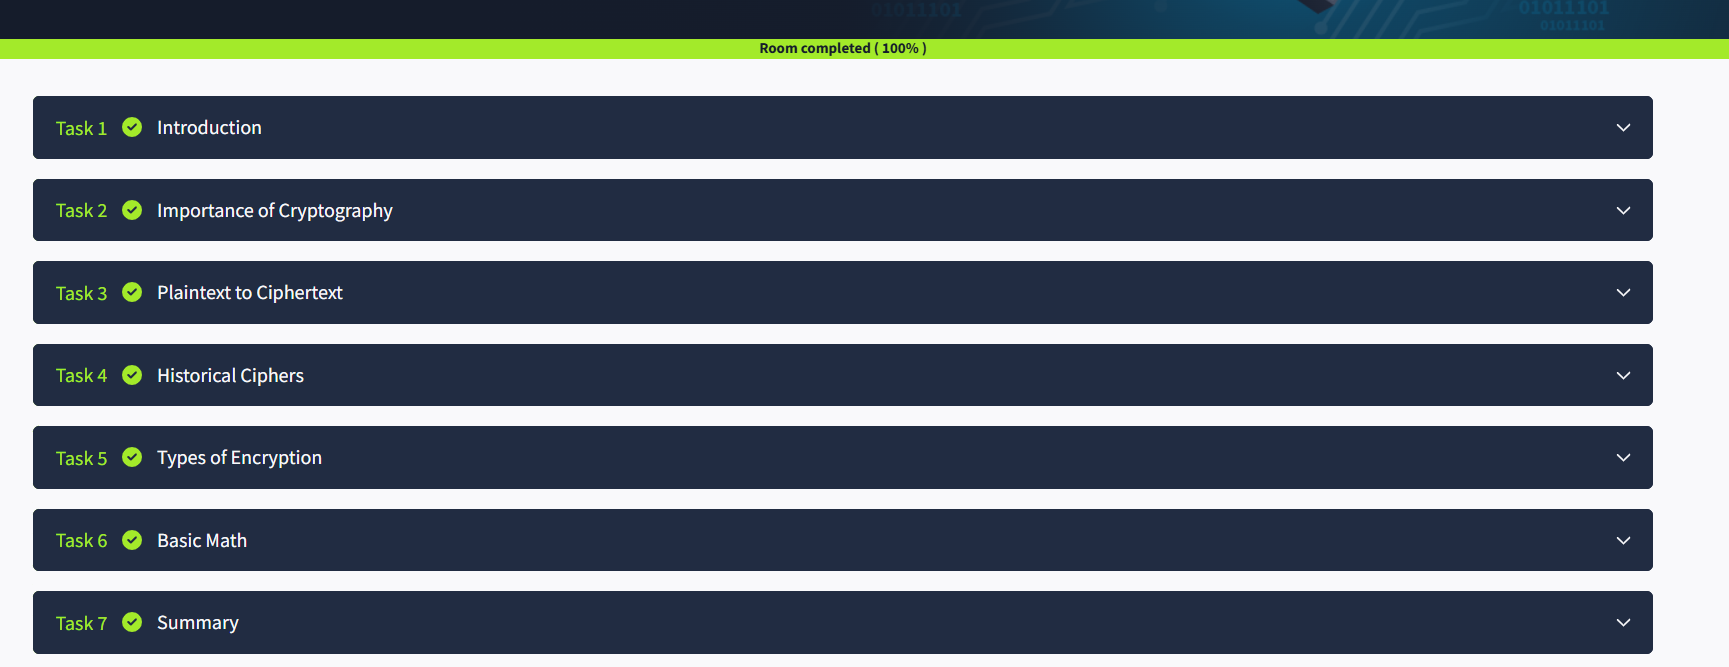 01011101
01011101
01011101
Room completed ( 100% )
Task 1 Introduction
Task 2 Importance of Cryptography
Task 3 Plaintext to Ciphertext
Task 4 Historical Ciphers
Task 5 Types of Encryption
Task 6 Basic Math
Task 7 Summary